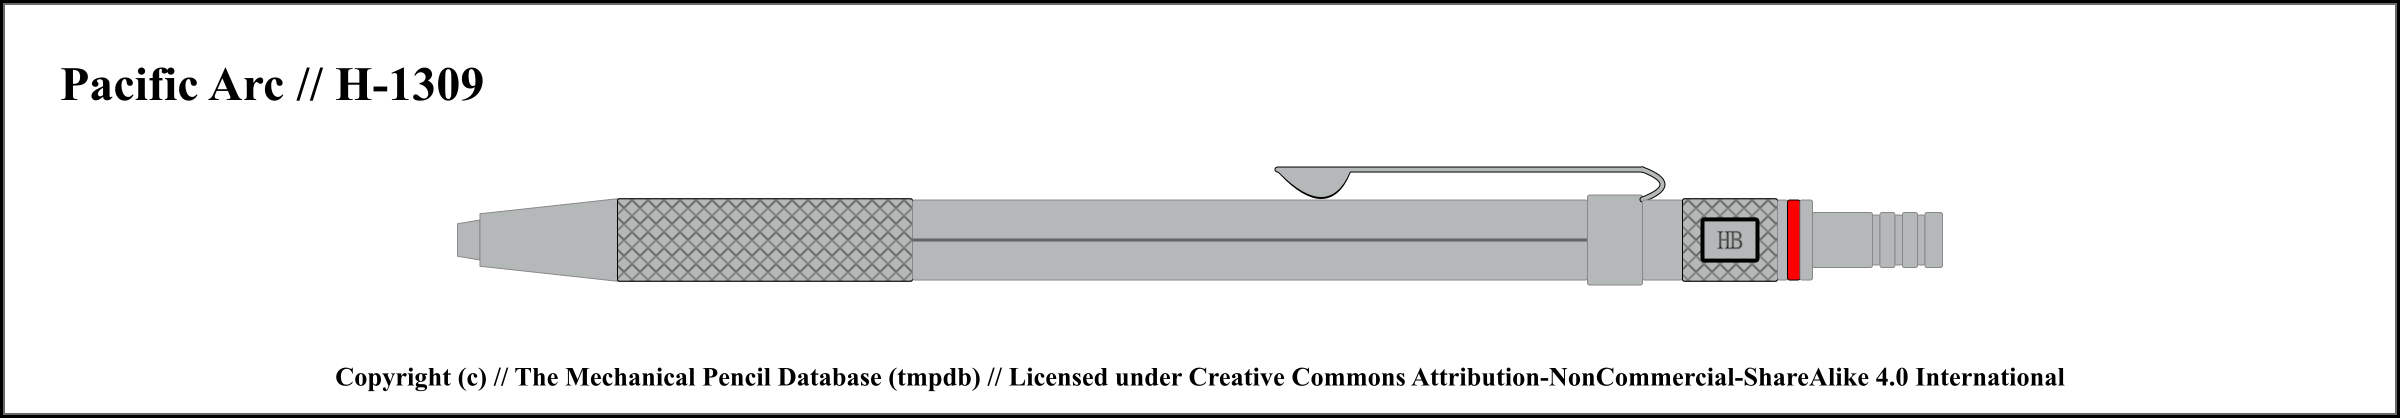 Pacific Arc // H-1309
HB
Copyright (c) // The Mechanical Pencil Database (tmpdb) // Licensed under Creative Commons Attribution-NonCommercial-ShareAlike 4.0 International